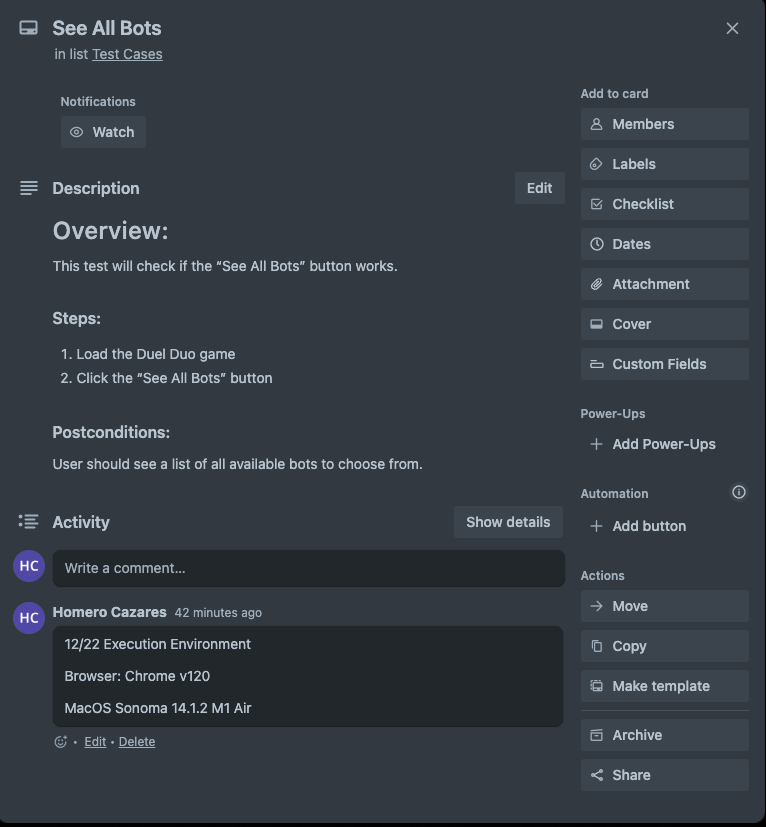 See All Bots
in list Test Cases
Notifications
Watch
Description
Edit
Overview:
This test will check if the “See All Bots” button works.
Steps:
1. Load the Duel Duo game
2. Click the ”See All Bots” button
Postconditions:
User should see a list of all available bots to choose from.
Activity
Show details
HC
Write a comment...
HC
Homero Cazares 42 minutes ago
12/22 Execution Environment
Browser: Chrome v120
MacOS Sonoma 14.1.2 M1 Air
• Edit • Delete
Add to card
Members
Labels
Checklist
Dates
Attachment
Cover
Custom Fields
Power-Ups
+ Add Power-Ups
Automation
+ Add button
Actions
Move
Copy
Make template
Archive
Share